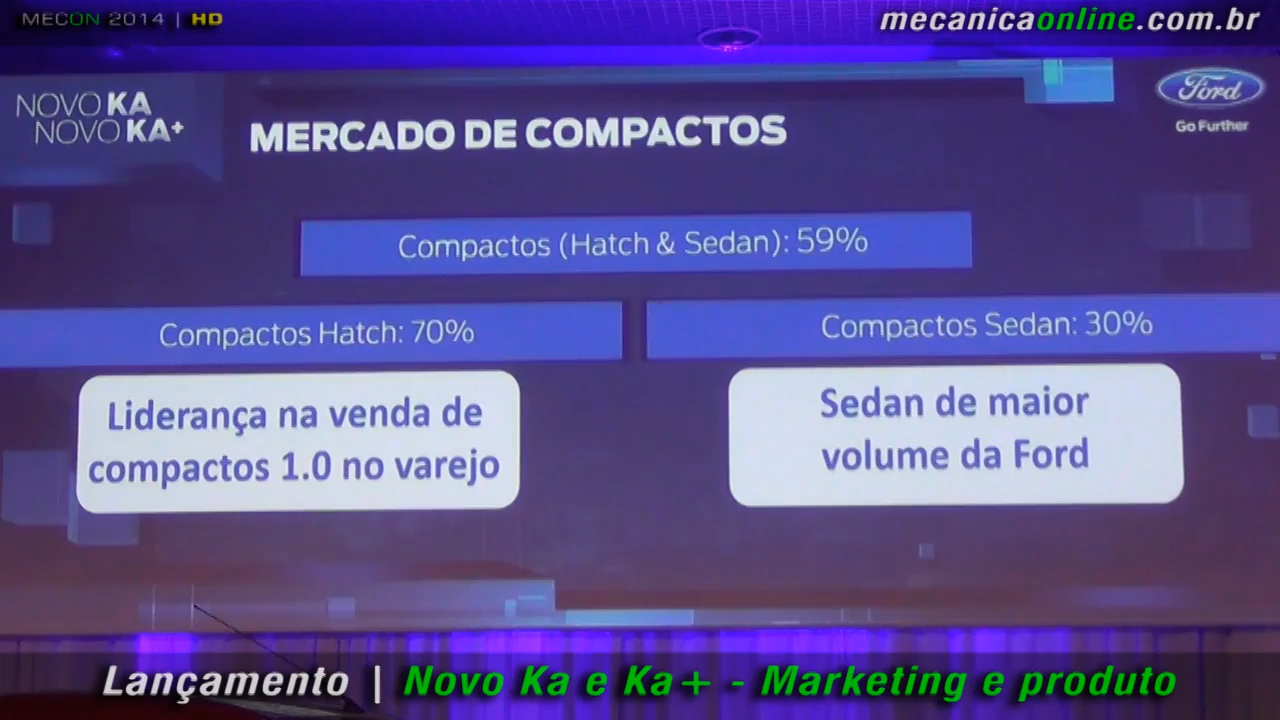 MECON 2014 | HD
mecanicaonline.com.br
NOVO KA
NOVO KA+
MERCADO DE COMPACTOS
Ford
Go Further
Compactos (Hatch & Sedan): 59%
Compactos Hatch: 70%
Compactos Sedan: 30%
Liderança na venda de
compactos 1.0 no varejo
Sedan de maior
volume da Ford
Lançamento | Novo Ka e Ka+ - Marketing e produto